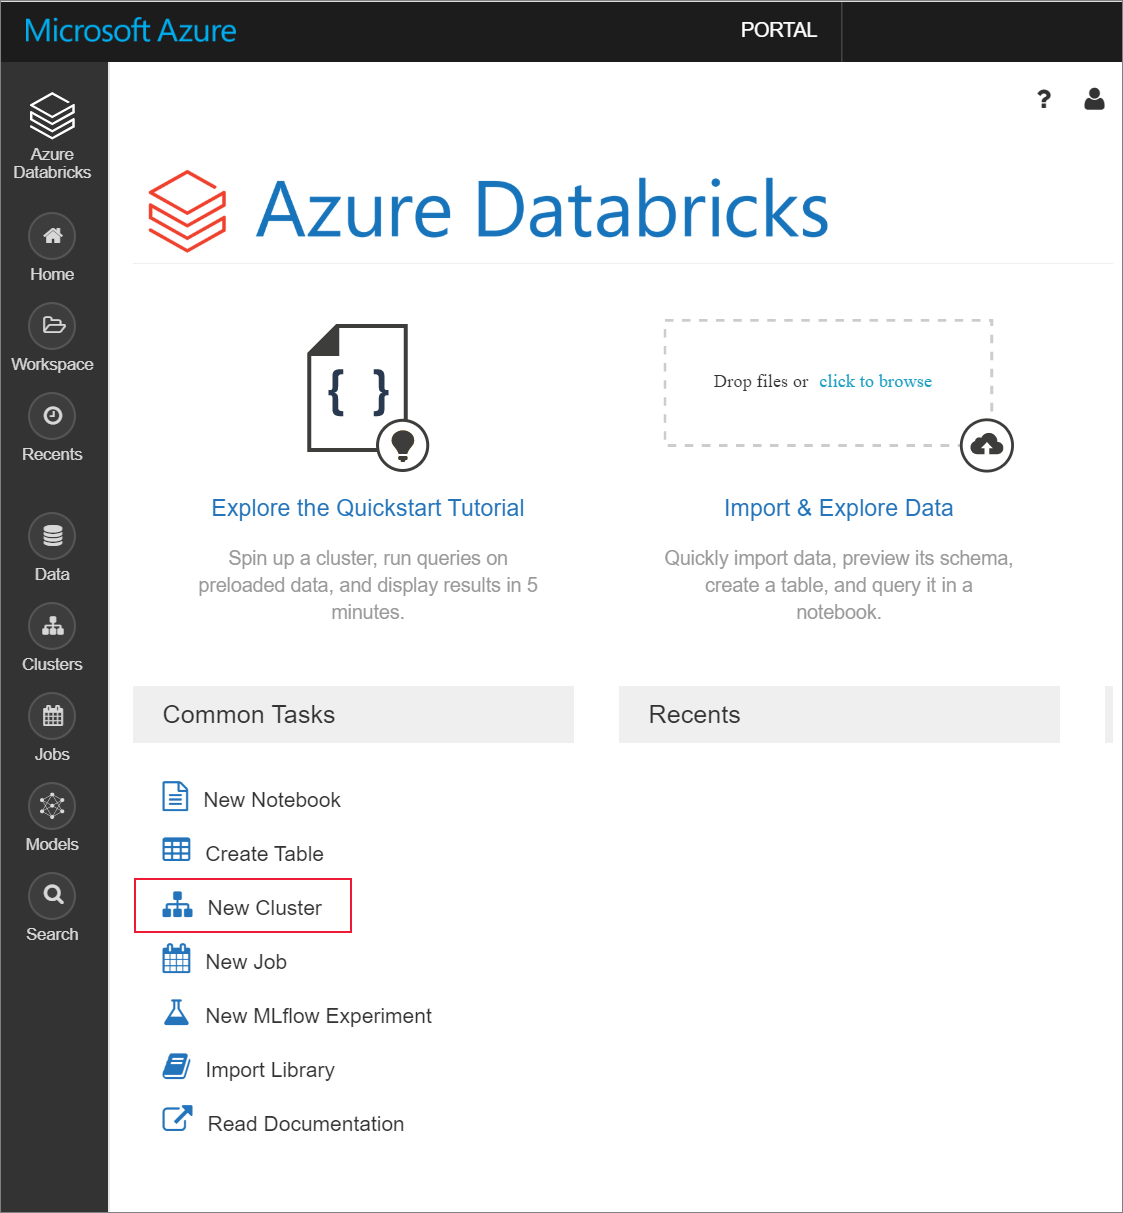 Microsoft Azure
PORTAL
Azure
Databricks
Home
Workspace
Recents
Data
Clusters
Jobs
Models
Search
?
Azure Databricks
{ }
Explore the Quickstart Tutorial
Spin up a cluster, run queries on
preloaded data, and display results in 5
minutes.
Drop files or click to browse
Import & Explore Data
Quickly import data, preview its schema,
create a table, and query it in a
notebook.
Common Tasks
New Notebook
Create Table
New Cluster
New Job
New MLflow Experiment
Import Library
Read Documentation
Recents